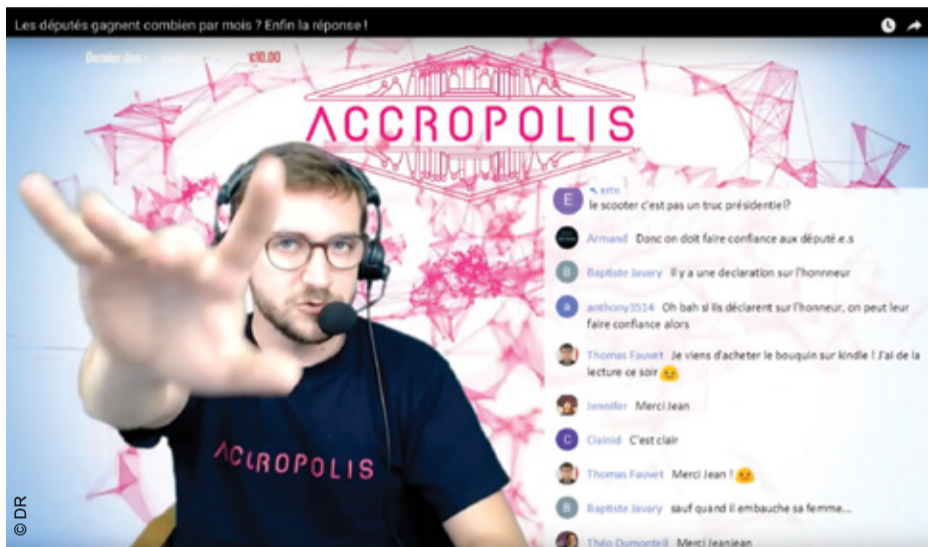 Les députés gagnent combien par mois ? Enfin la réponse !
Dernier don :
€10.00
ACCROPOLIS
E
le scooter c'est pas un truc présidentiel?
Armand Donc on doit faire confiance aux député.e.s
B
Baptiste Javary Il y a une declaration sur l'honnneur
a
anthony3514 Oh bah si ils déclarent sur l'honneur, on peut leur
faire confiance alors
Thomas Fauvet Je viens d'acheter le bouquin sur kindle ! J'ai de la
lecture ce soir
Jennifer Merci Jean
C
C'est clair
Thomas Fauvet Merci Jean !
B
Baptiste Javary sauf quand il embauche sa femme...
Théo Dumonteil Merci Jeanjean
ACCROPOLIS
© DR